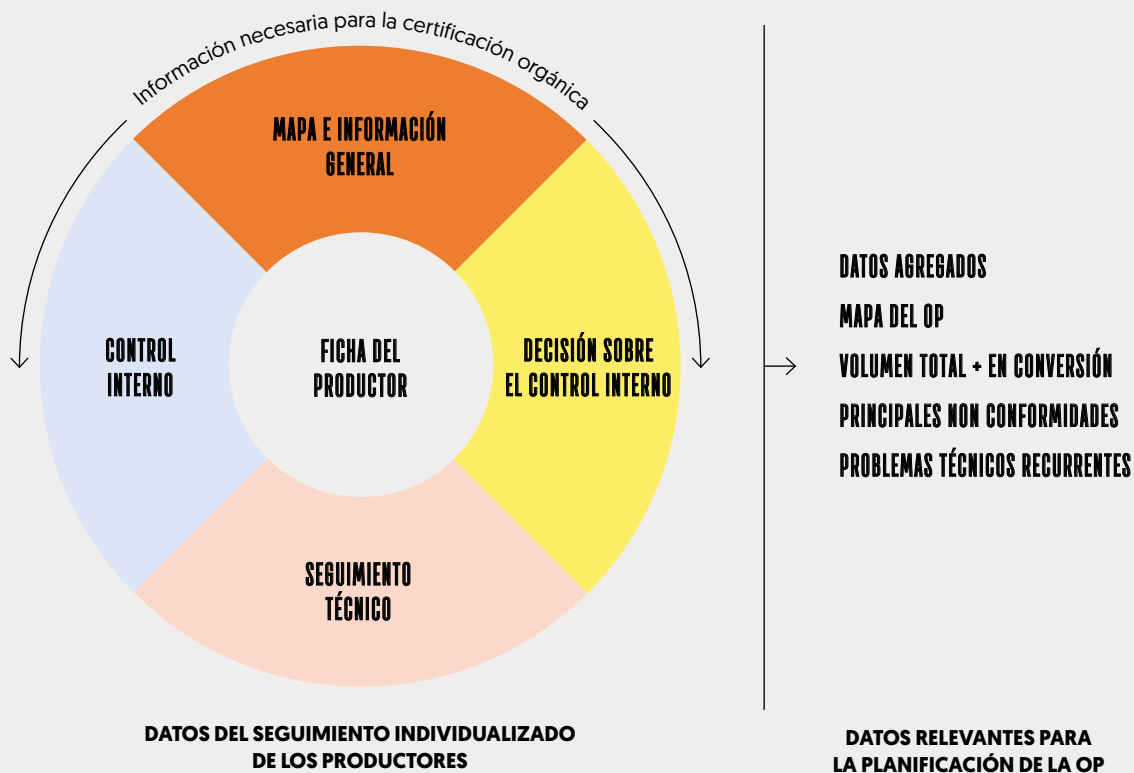 Información necesaria para la certificación orgánica
MAPA E INFORMACIÓN
GENERAL
CONTROL
INTERNO
FICHA DEL
PRODUCTOR
DECISIÓN SOBRE
EL CONTROL INTERNO
SEGUIMIENTO
TÉCNICO
DATOS DEL SEGUIMIENTO INDIVIDUALIZADO
DE LOS PRODUCTORES
DATOS AGREGADOS
MAPA DEL OP
VOLUMEN TOTAL + EN CONVERSIÓN
PRINCIPALES NON CONFORMIDADES
PROBLEMAS TÉCNICOS RECURRENTES
DATOS RELEVANTES PARA
LA PLANIFICACIÓN DE LA OP